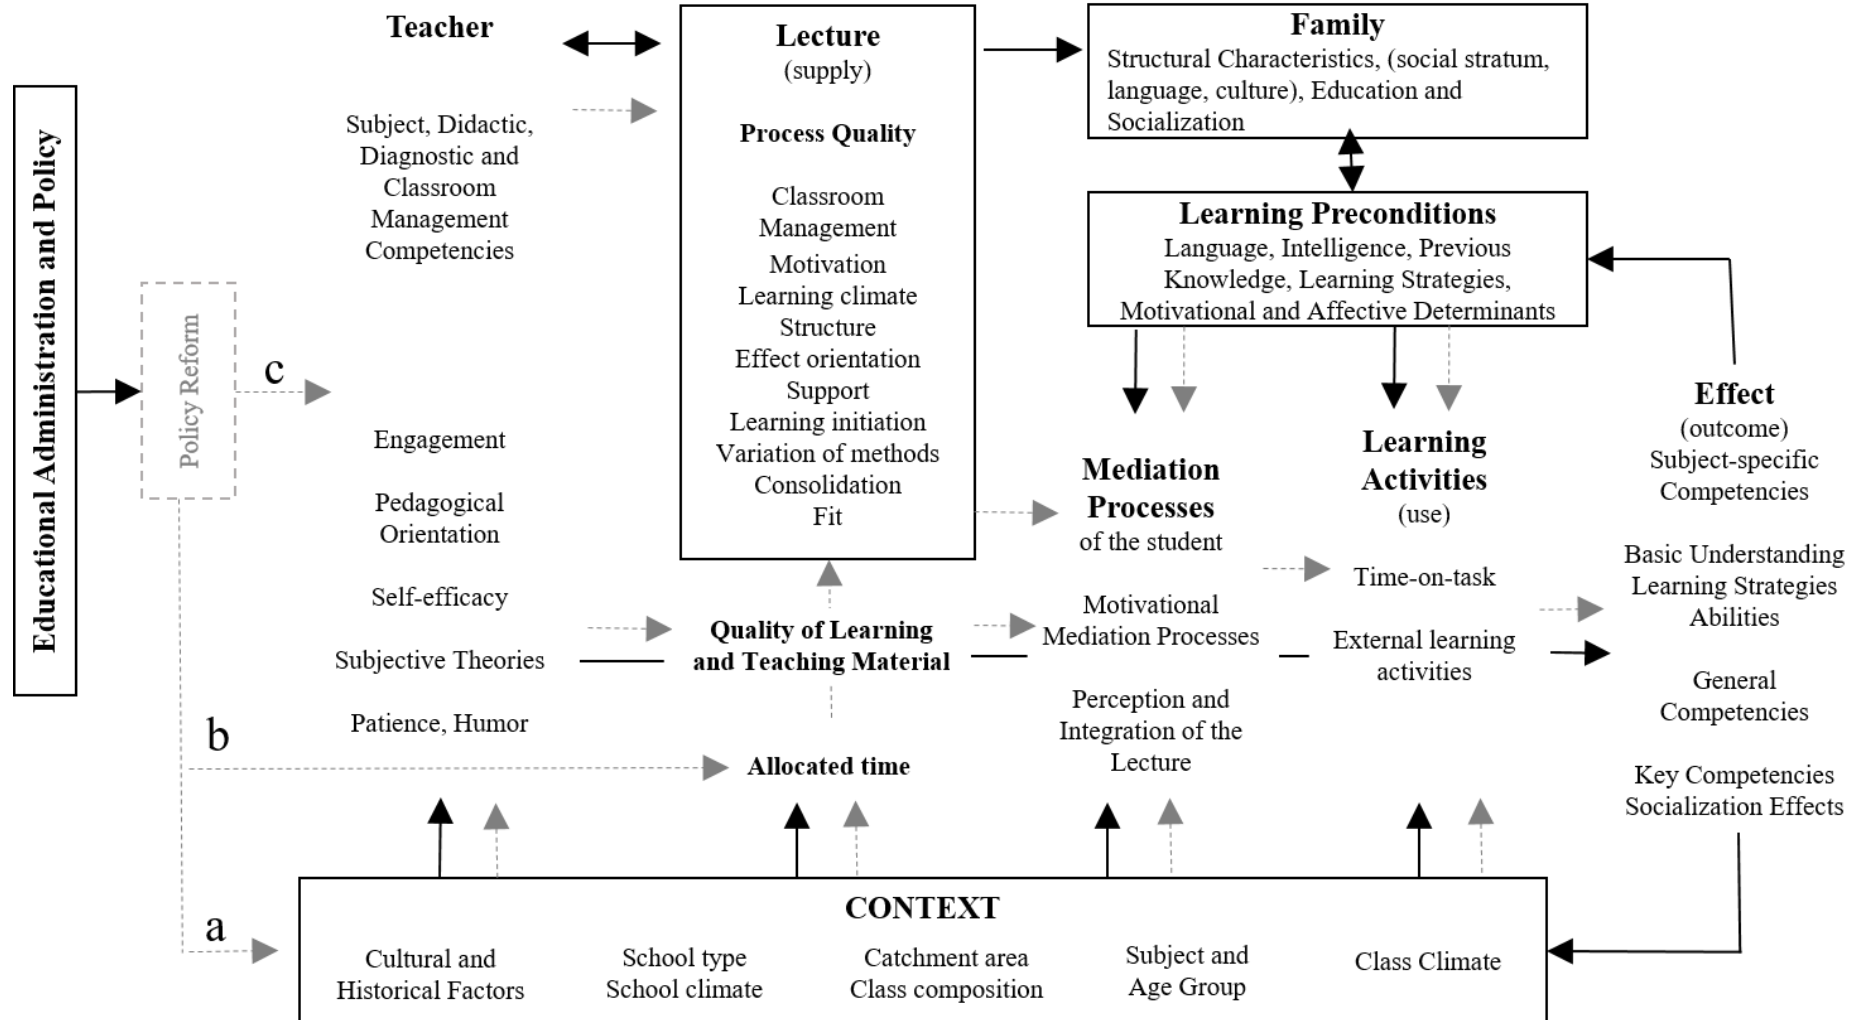 Educational Administration and Policy
Policy Reform
c
b
a
Teacher
Subject, Didactic,
Diagnostic and
Classroom
Management
Competencies
Engagement
Pedagogical
Orientation
Self-efficacy
Subjective Theories
Patience, Humor
Lecture
(supply)
Process Quality
Classroom
Management
Motivation
Learning climate
Structure
Effect orientation
Support
Learning initiation
Variation of methods
Consolidation
Fit
Quality of Learning
and Teaching Material
Allocated time
Family
Structural Characteristics, (social stratum,
language, culture), Education and
Socialization
Learning Preconditions
Language, Intelligence, Previous
Knowledge, Learning Strategies,
Motivational and Affective Determinants
Mediation
Processes
of the student
Motivational
Mediation Processes
Perception and
Integration of the
Lecture
Learning
Activities
(use)
Time-on-task
External learning
activities
Effect
(outcome)
Subject-specific
Competencies
Basic Understanding
Learning Strategies
Abilities
General
Competencies
Key Competencies
Socialization Effects
CONTEXT
Cultural and
Historical Factors
School type
School climate
Catchment area
Class composition
Subject and
Age Group
Class Climate